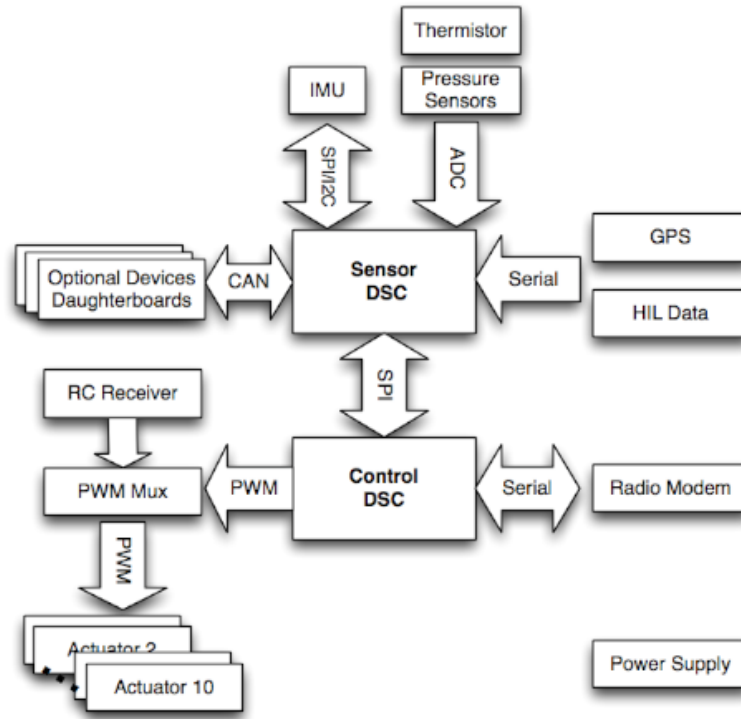 Thermistor
IMU
Pressure
Sensors
SPI/I2C
ADC
GPS
Optional Devices
Daughterboards
CAN
Sensor
DSC
Serial
HIL Data
SPI
RC Receiver
PWM Mux
PWM
Control
DSC
Serial
Radio Modem
PWM
Actuator 2
Actuator 10
Power Supply